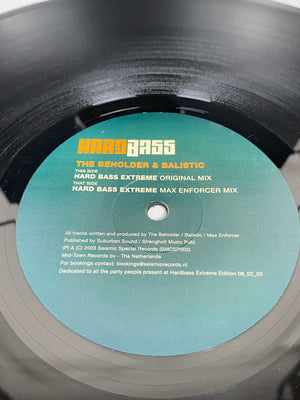 HARDBASS
THE BEHOLDER & BALISTIC
THIS SIDE
HARD BASS EXTREME ORIGINAL MIX
THAT SIDE
HARD BASS EXTREME MAX ENFORCER MIX
All tracks written and produced by The Beholder / Balistic / Max Enforcer
Published by Suburban Sound / Strengholt Music Publ.
(P) & (C) 2003 Seismic Special Records (SMCSP002)
Mid-Town Records bv - The Netherlands
For bookings contact: bookings@seismicrecords.nl
Dedicated to all the party people present at Hardbass Extreme Edition 08_02_03